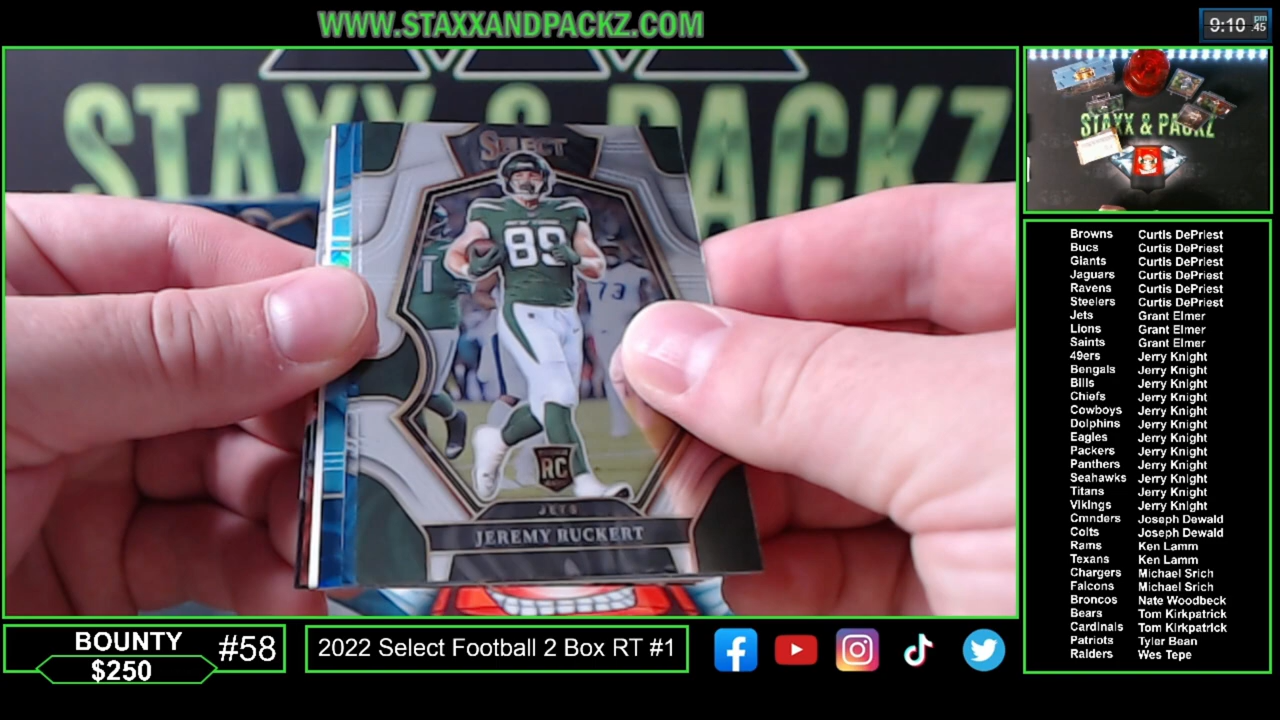 WWW.STAXXANDPACKZ.COM
9:10 pm .45
STAXX & PACKZ
SELECT
89
73
RC
JETS
JEREMY RUCKERT
STAXX & PACKZ
Browns Curtis DePriest
Bucs Curtis DePriest
Giants Curtis DePriest
Jaguars Curtis DePriest
Ravens Curtis DePriest
Steelers Curtis DePriest
Jets Grant Elmer
Lions Grant Elmer
Saints Grant Elmer
49ers Jerry Knight
Bengals Jerry Knight
Bills Jerry Knight
Chiefs Jerry Knight
Cowboys Jerry Knight
Dolphins Jerry Knight
Eagles Jerry Knight
Packers Jerry Knight
Panthers Jerry Knight
Seahawks Jerry Knight
Titans Jerry Knight
Vikings Jerry Knight
Cmnders Joseph Dewald
Colts Joseph Dewald
Rams Ken Lamm
Texans Ken Lamm
Chargers Michael Srich
Falcons Michael Srich
Broncos Nate Woodbeck
Bears Tom Kirkpatrick
Cardinals Tom Kirkpatrick
Patriots Tyler Bean
Raiders Wes Tepe
BOUNTY #58
$250
2022 Select Football 2 Box RT #1